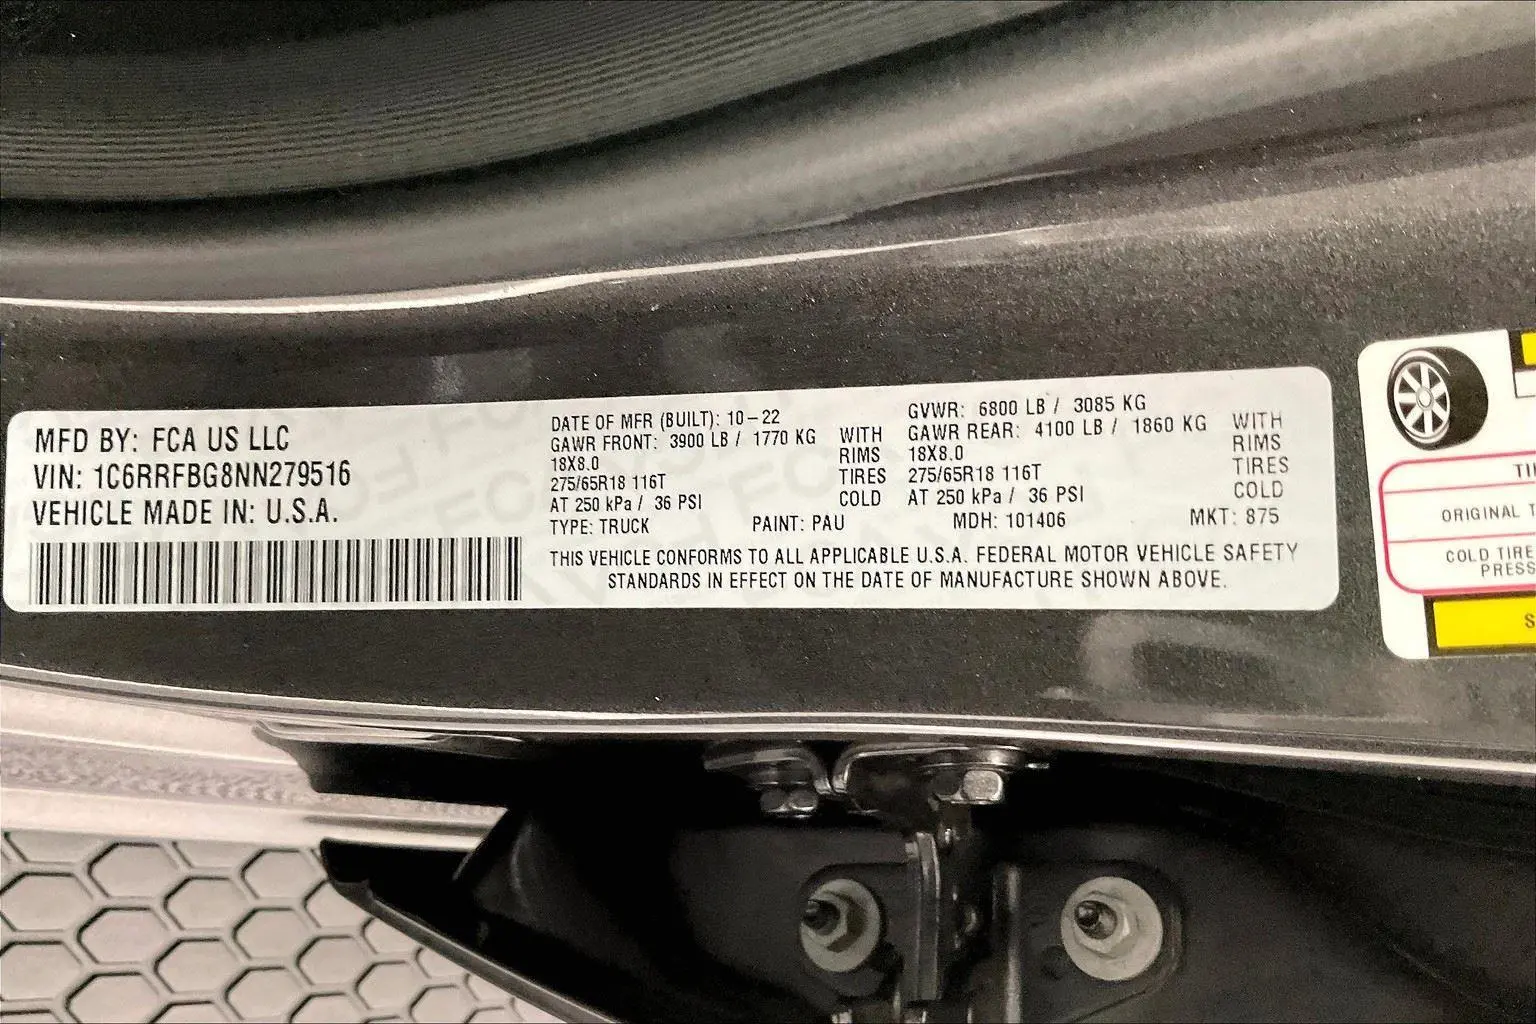 MFD BY: FCA US LLC
VIN: 1C6RRFBG8NN279516
VEHICLE MADE IN: U.S.A.
DATE OF MFR (BUILT): 10-22
GAWR FRONT: 3900 LB / 1770 KG WITH
18X8.0 RIMS
275/65R18 116T TIRES
AT 250 kPa / 36 PSI COLD
GVWR: 6800 LB / 3085 KG
GAWR REAR: 4100 LB / 1860 KG WITH
18X8.0 RIMS
275/65R18 116T TIRES
AT 250 kPa / 36 PSI COLD
TYPE: TRUCK PAINT: PAU MDH: 101406 MKT: 875
THIS VEHICLE CONFORMS TO ALL APPLICABLE U.S.A. FEDERAL MOTOR VEHICLE SAFETY
STANDARDS IN EFFECT ON THE DATE OF MANUFACTURE SHOWN ABOVE.
ORIGINAL
COLD TIRE